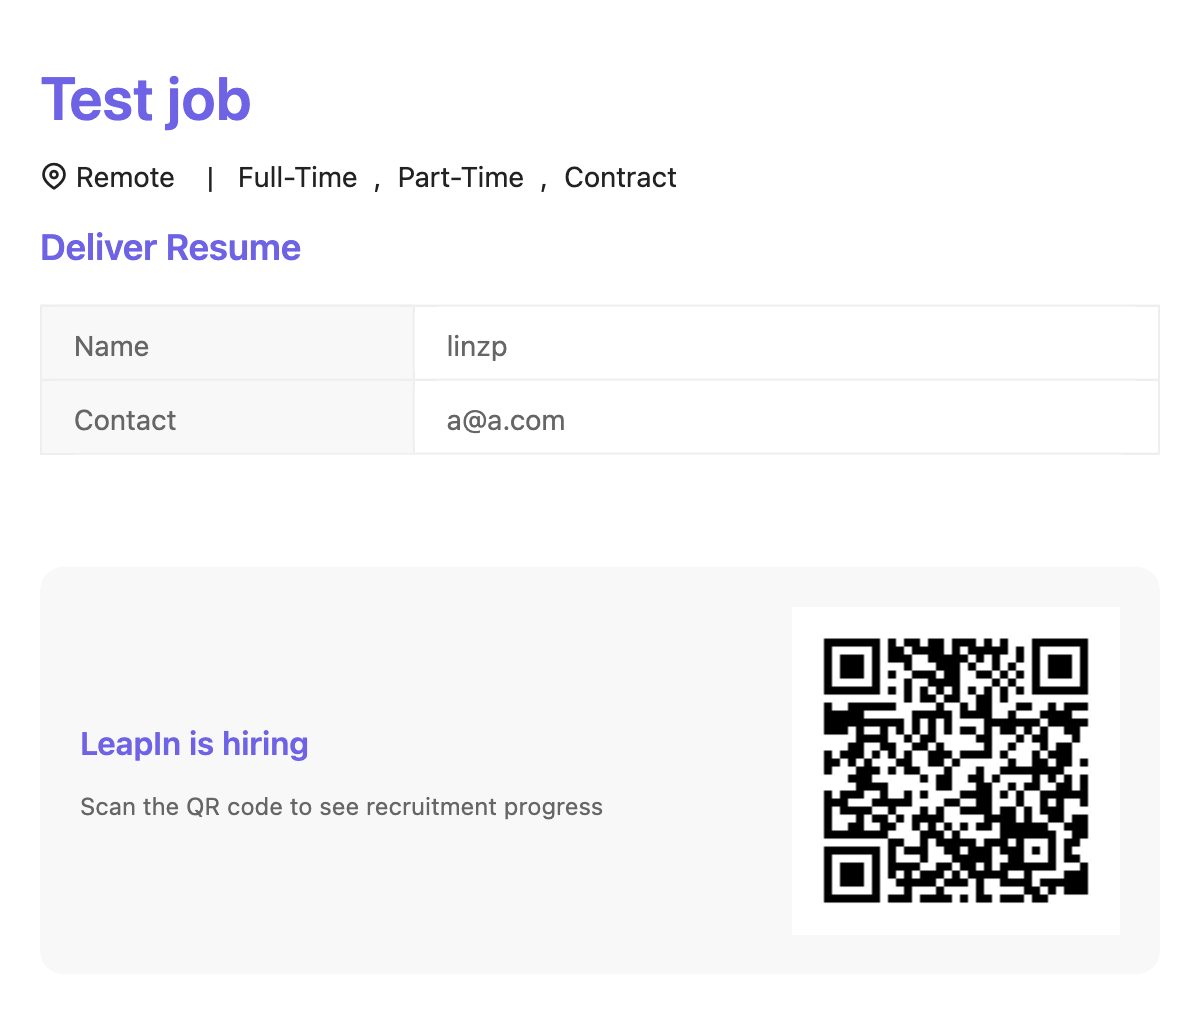 Test job
Remote | Full-Time , Part-Time , Contract
Deliver Resume
Name linzp
Contact a@a.com
LeapIn is hiring
Scan the QR code to see recruitment progress